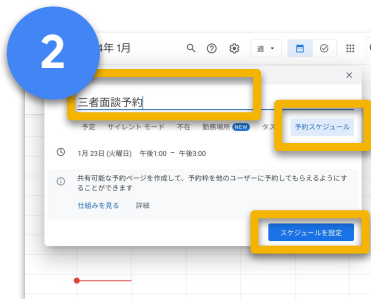 2
4年 1月
週
三者面談予約
予定 サイレント モード 不在 勤務場所 NEW タス 予約スケジュール
1月 23日 (火曜日) 午後1:00 – 午後3:00
共有可能な予約ページを作成して、予約枠を他のユーザーに予約してもらえるようにす
ることができます
仕組みを見る 詳細
スケジュールを設定